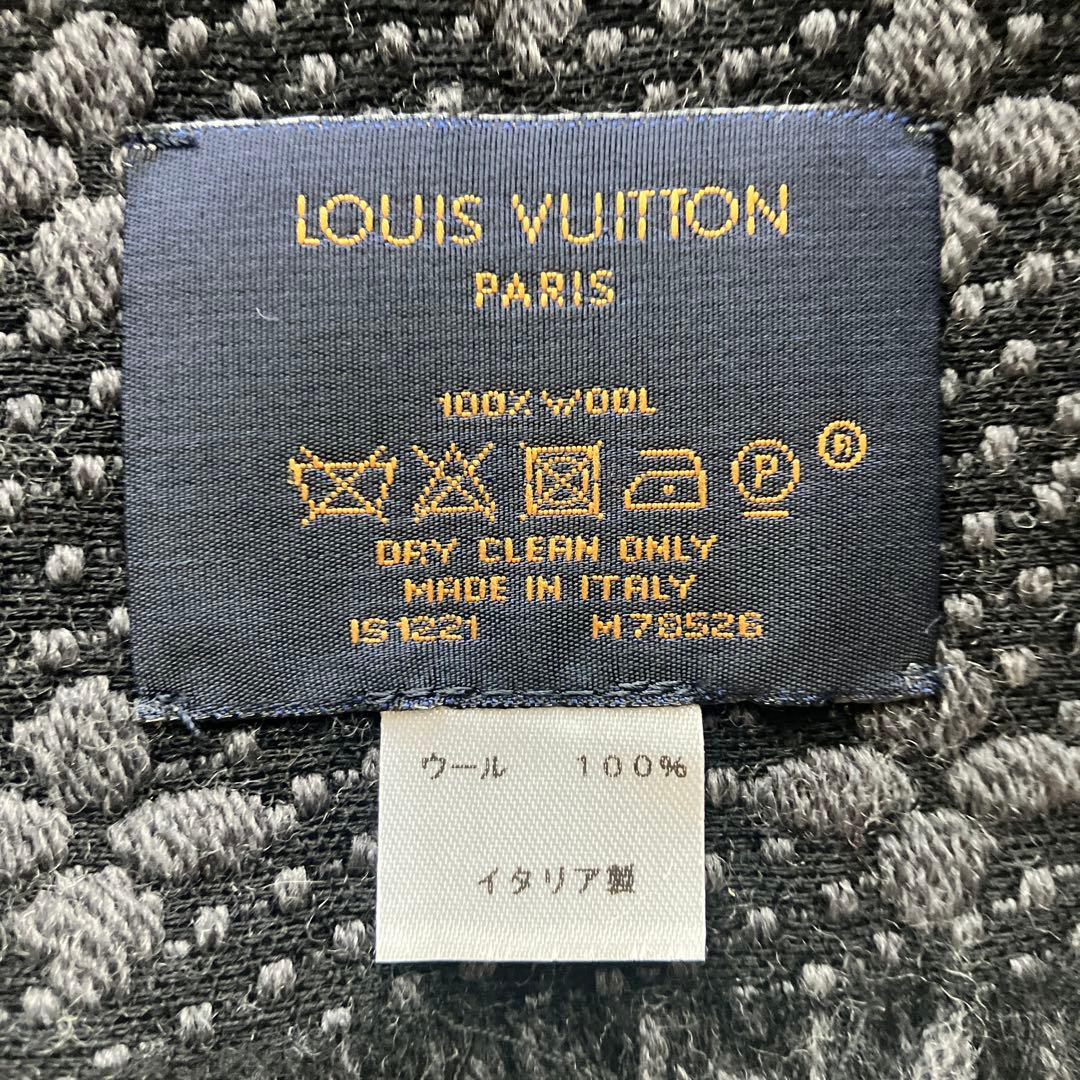 LOUIS VUITTON
PARIS
100% WOOL
P ®
DRY CLEAN ONLY
MADE IN ITALY
IS1221 M78526
ウール 100%
イタリア製